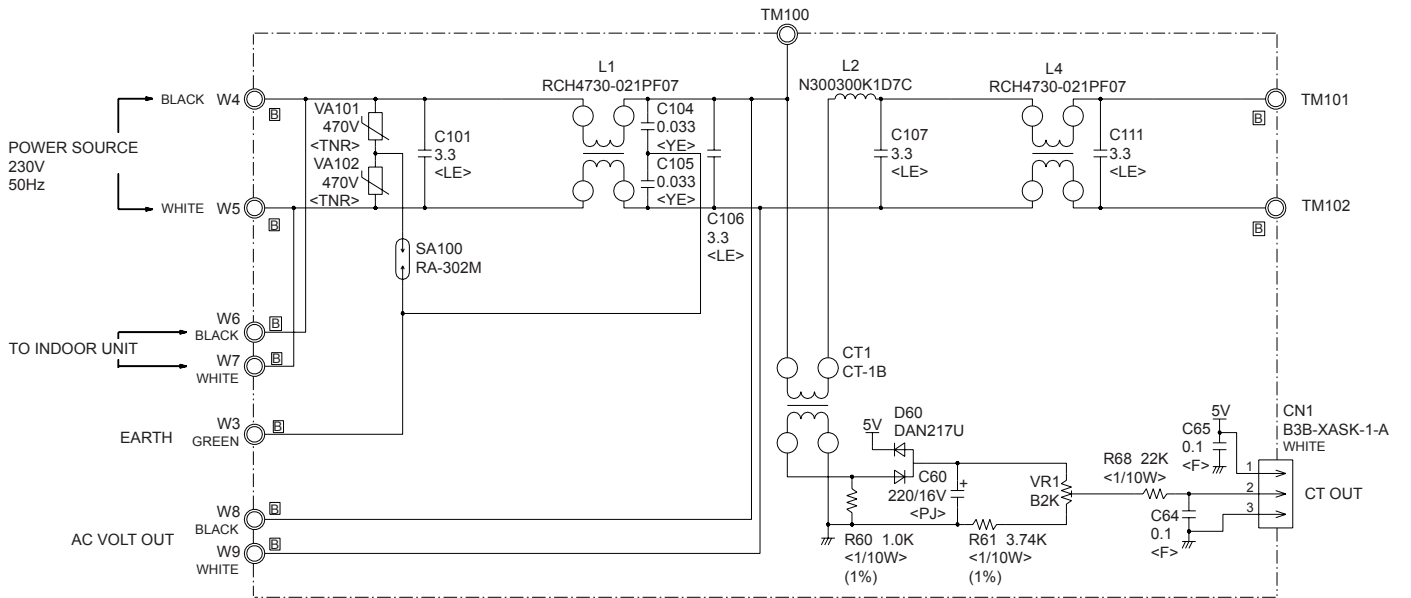 TM100
L1
RCH4730-021PF07
L2
N300300K1D7C
L4
RCH4730-021PF07
BLACK W4
B
VA101
470V
<TNR>
VA102
470V
<TNR>
C101
3.3
<LE>
C104
0.033
<YE>
C105
0.033
<YE>
C106
3.3
<LE>
C107
3.3
<LE>
C111
3.3
<LE>
TM101
B
POWER SOURCE
230V
50Hz
WHITE W5
B
TM102
B
SA100
RA-302M
TO INDOOR UNIT
W6
BLACK
B
W7
WHITE
B
EARTH
W3
GREEN
B
CT1
CT-1B
D60
DAN217U
5V
C60
220/16V
<PJ>
+
VR1
B2K
R68 22K
<1/10W>
C65
0.1
<F>
5V
CN1
B3B-XASK-1-A
WHITE
1
2
3
CT OUT
C64
0.1
<F>
R60 1.0K
<1/10W>
(1%)
R61 3.74K
<1/10W>
(1%)
AC VOLT OUT
W8
BLACK
B
W9
WHITE
B